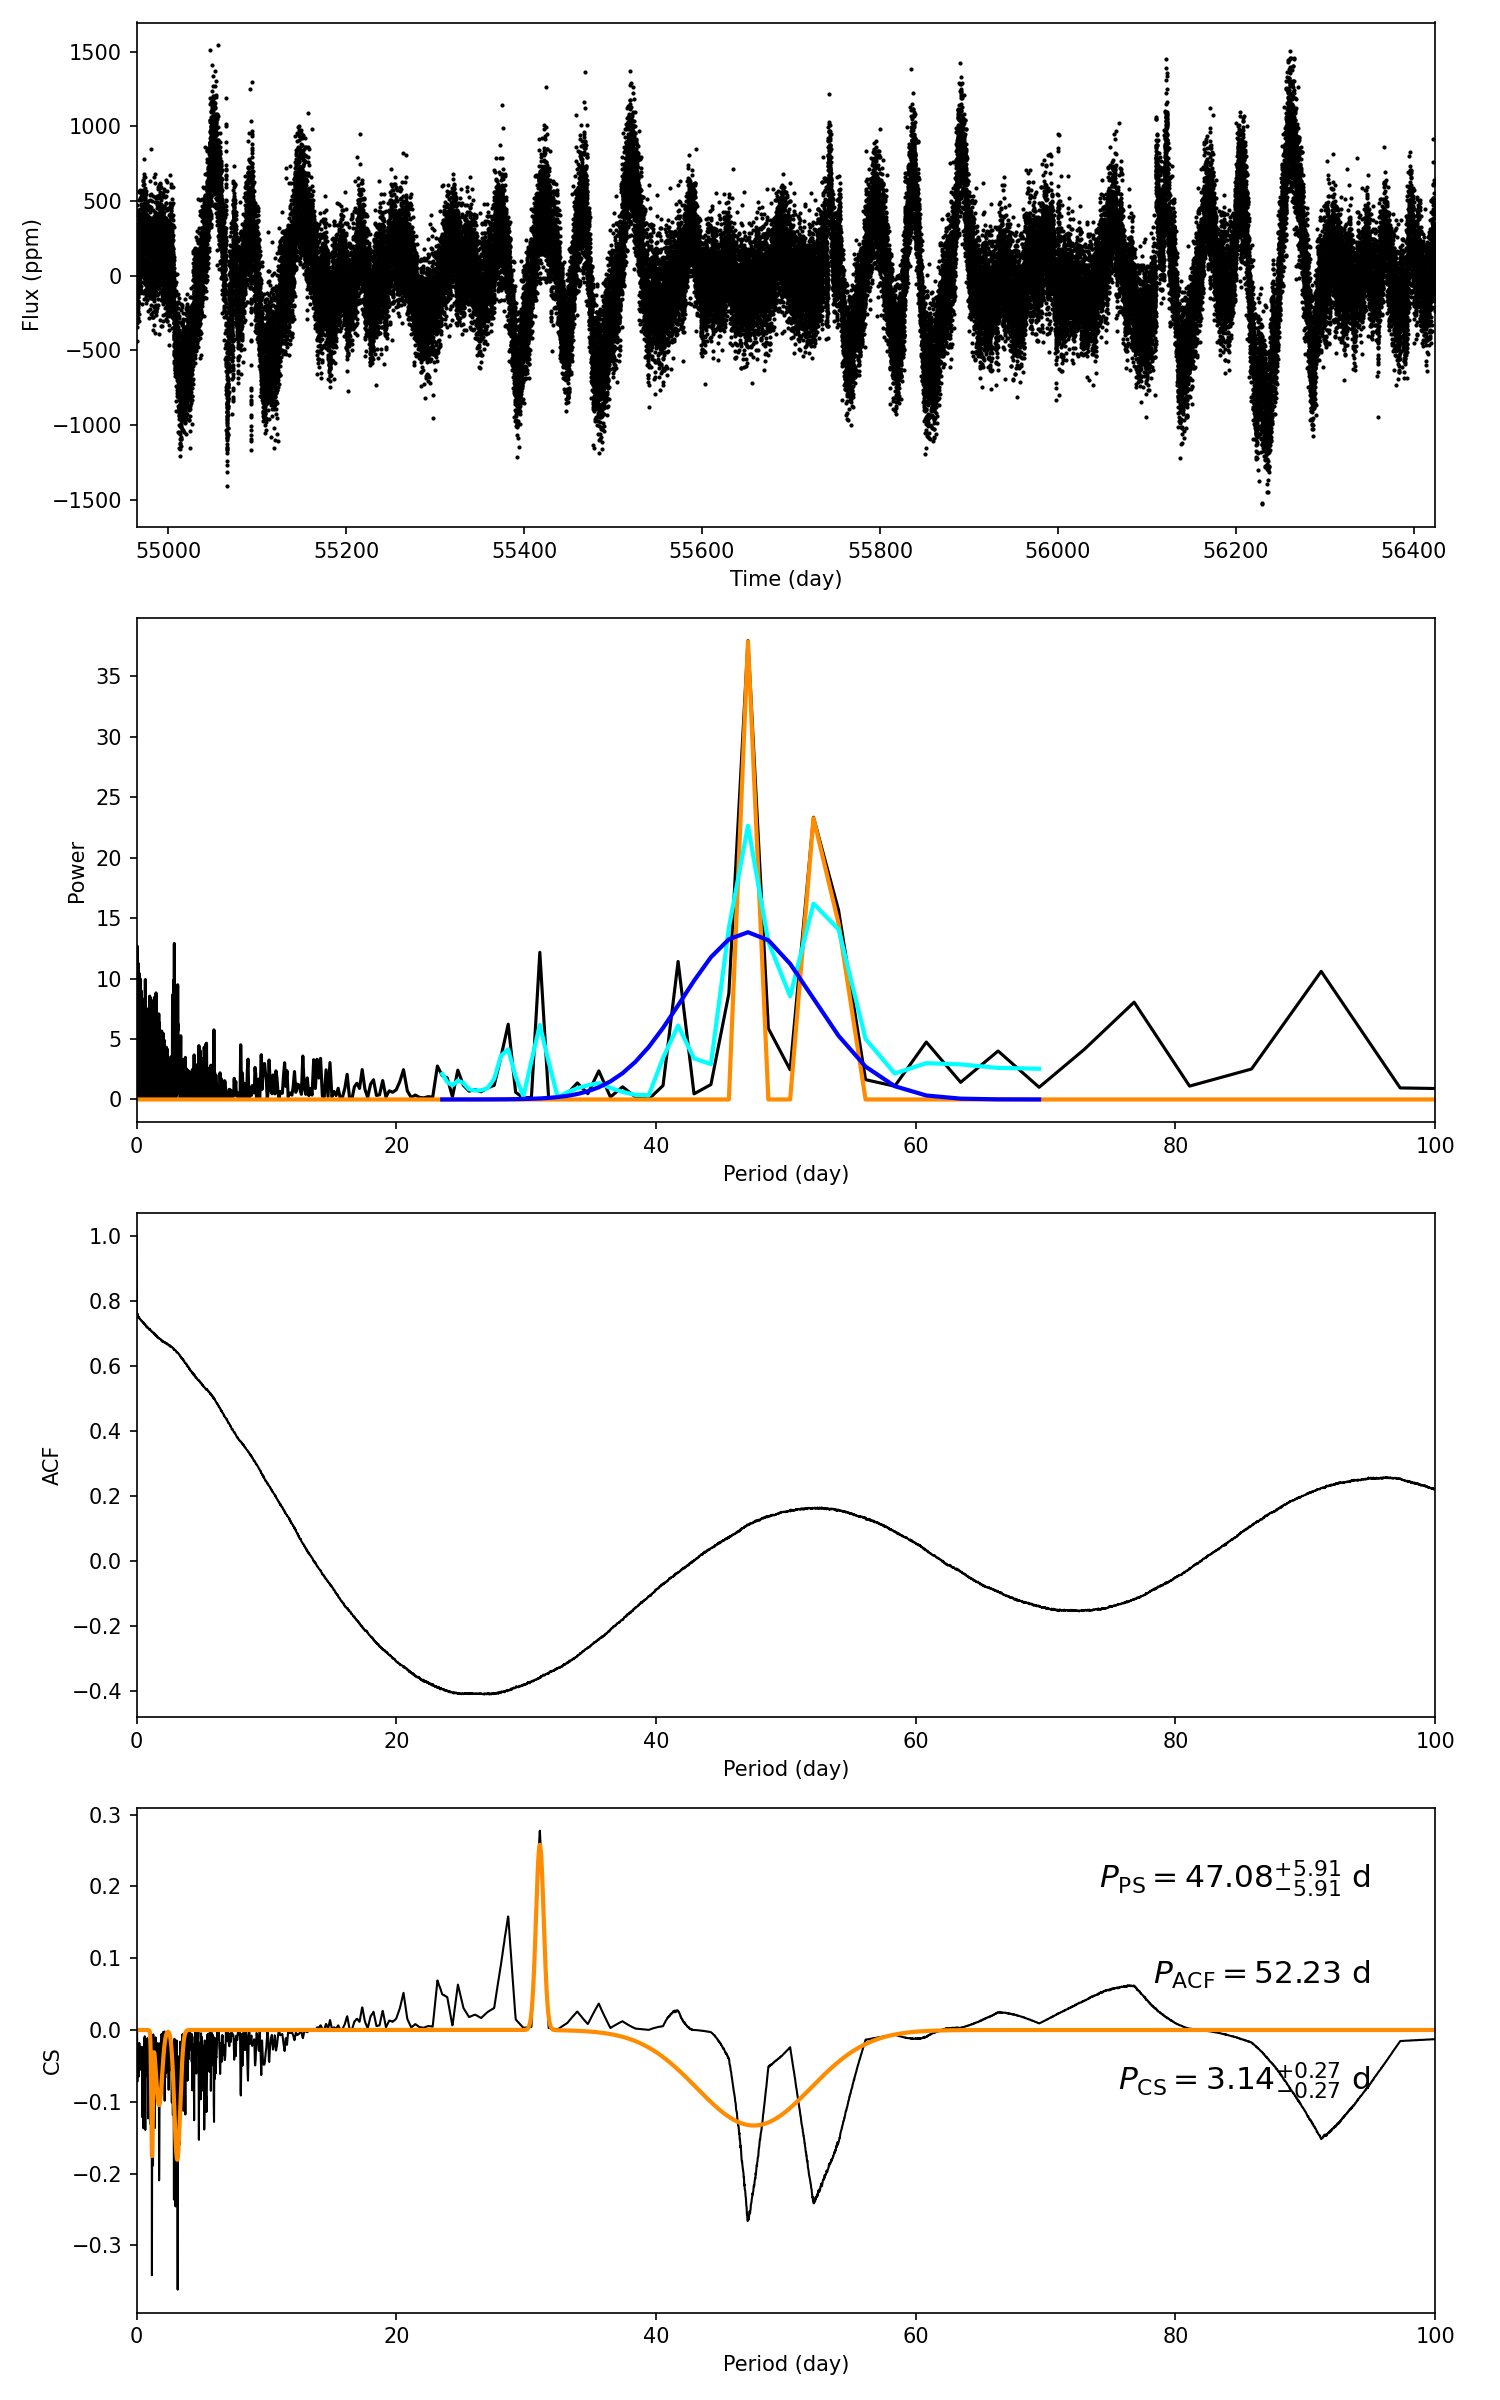 1500
1000
500
0
−500
−1000
−1500
Flux (ppm)
55000 55200 55400 55600 55800 56000 56200 56400
Time (day)
35
30
25
20
15
10
5
0
Power
0 20 40 60 80 100
Period (day)
1.0
0.8
0.6
0.4
0.2
0.0
−0.2
−0.4
ACF
0 20 40 60 80 100
Period (day)
0.3
0.2
0.1
0.0
−0.1
−0.2
−0.3
CS
P_PS = 47.08 +5.91 −5.91 d
P_ACF = 52.23 d
P_CS = 3.14 +0.27 −0.27 d
0 20 40 60 80 100
Period (day)